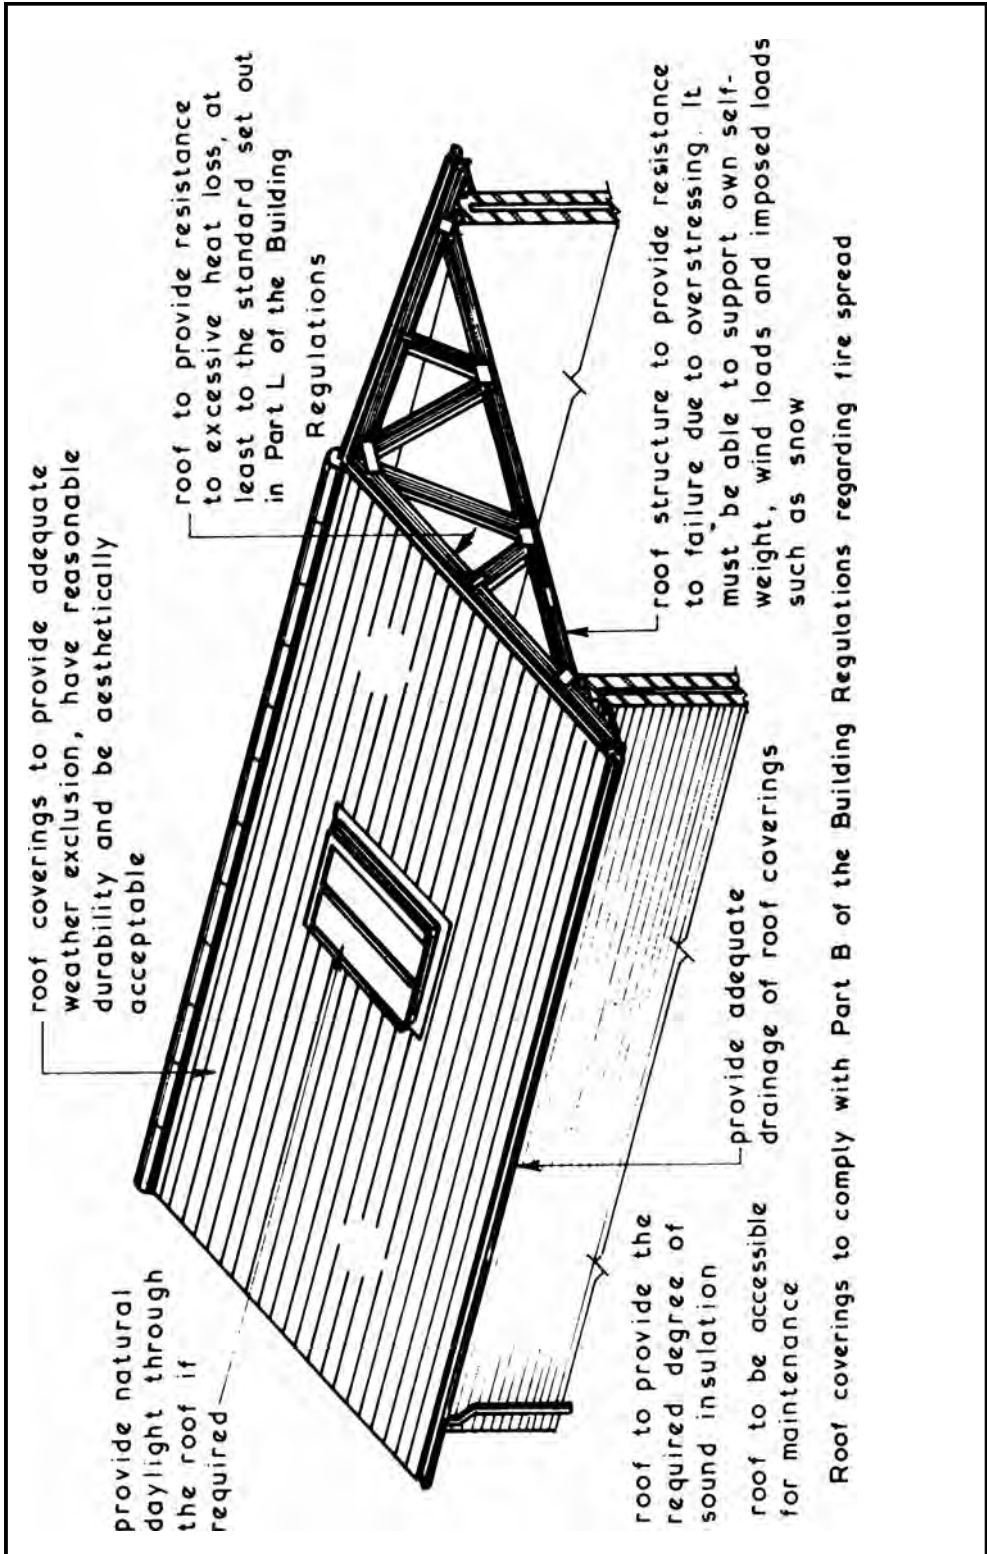 roof coverings to provide adequate
weather exclusion, have reasonable
durability and be aesthetically
acceptable
provide natural
daylight through
the roof if
required
roof to provide resistance
to excessive heat loss, at
least to the standard set out
in Part L of the Building
Regulations
roof structure to provide resistance
to failure due to overstressing. It
must be able to support own self-
weight, wind loads and imposed loads
such as snow
provide adequate
drainage of roof coverings
roof to provide the
required degree of
sound insulation
roof to be accessible
for maintenance
Roof coverings to comply with Part B of the Building Regulations regarding fire spread